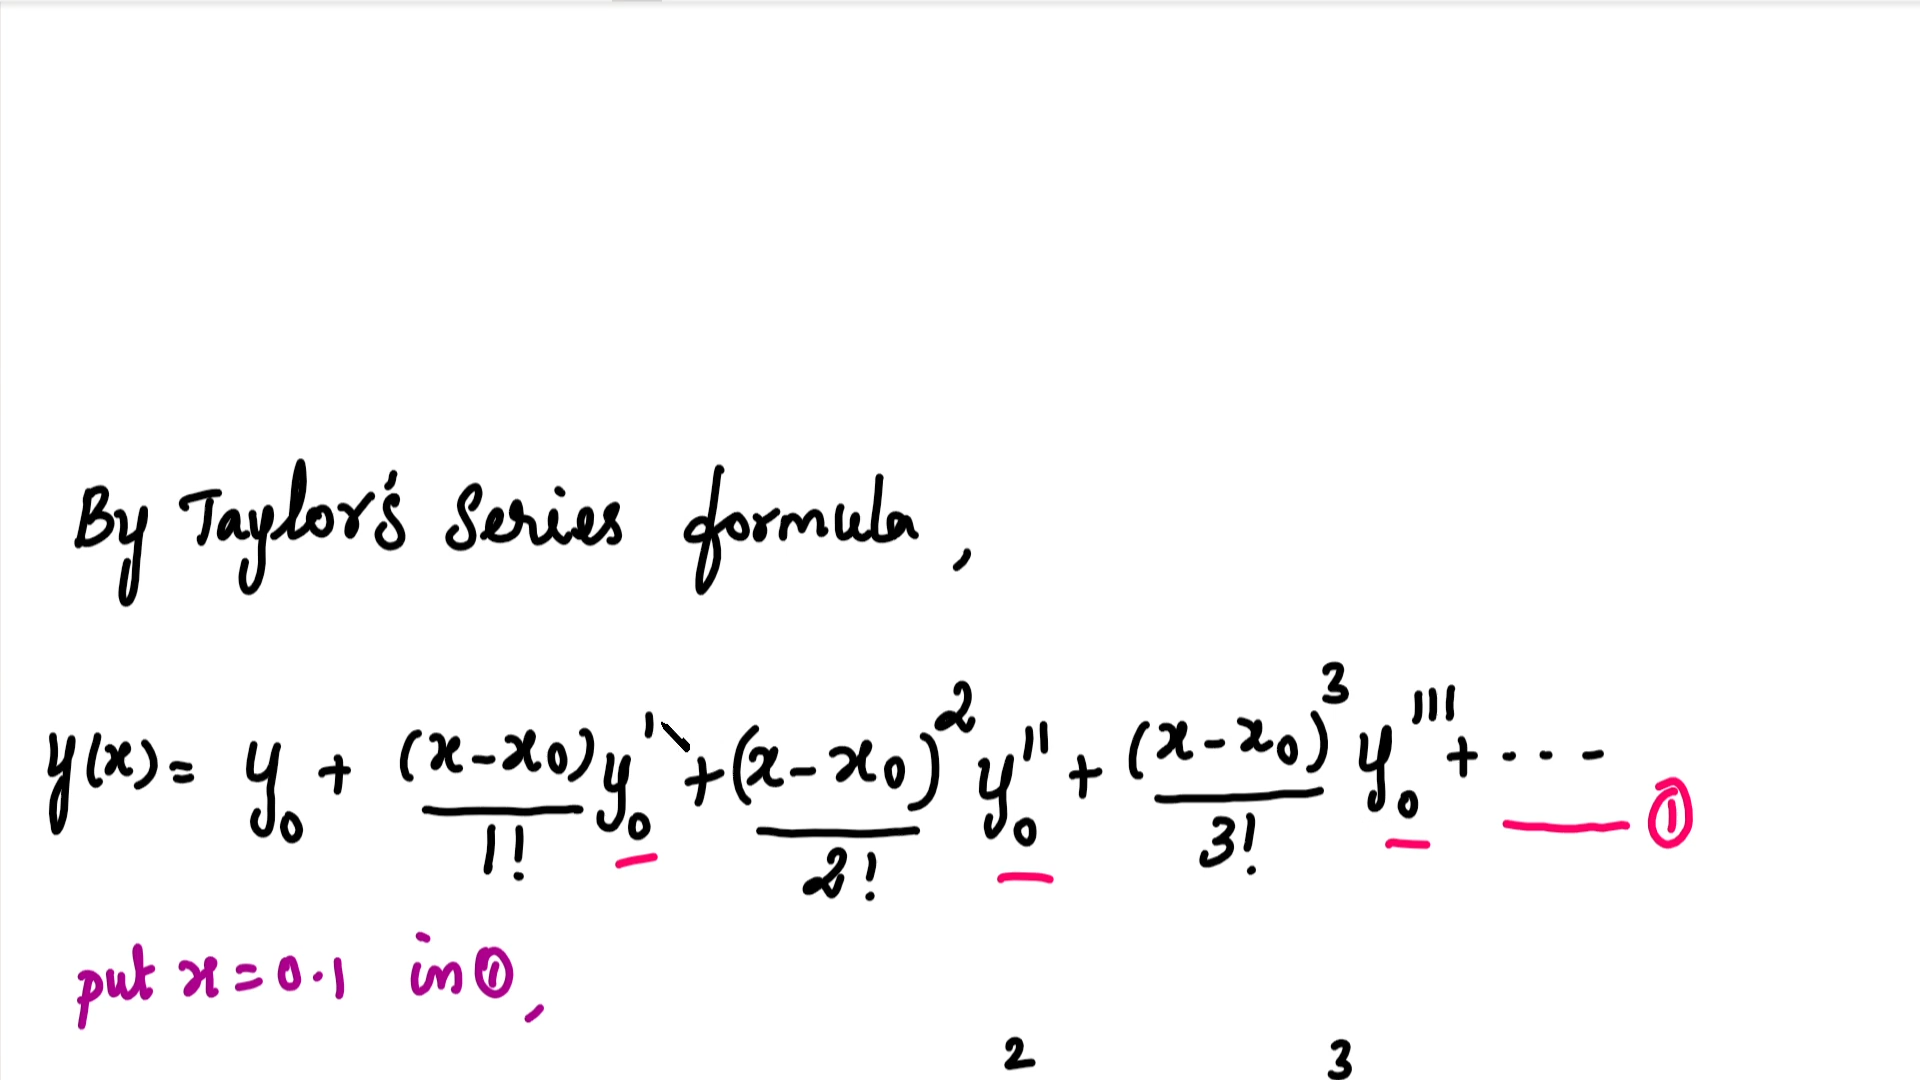 By Taylor's Series formula,
y(x) = y₀ + (x-x₀)/1! y₀' + (x-x₀)²/2! y₀'' + (x-x₀)³/3! y₀''' + ... ①
put x = 0.1 in ①,
2 3